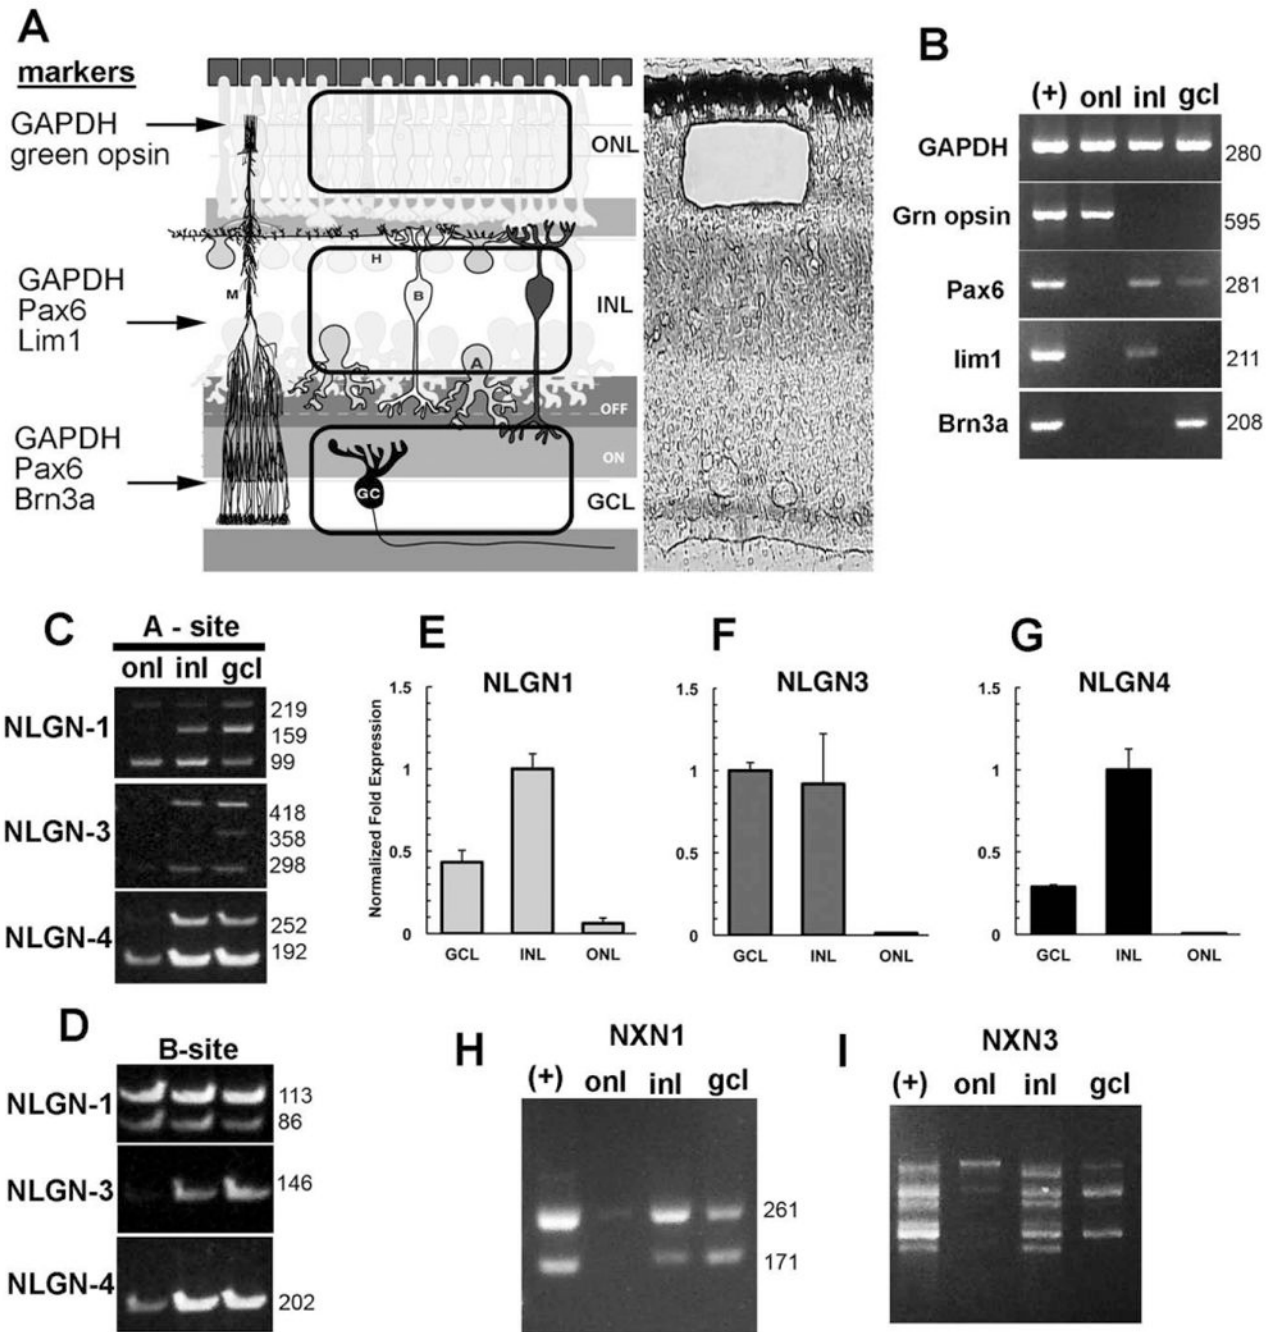 A
markers
GAPDH
green opsin
GAPDH
Pax6
Lim1
GAPDH
Pax6
Brn3a
ONL
H
M
B
INL
A
OFF
ON
GC
GCL
B
(+) onl inl gcl
GAPDH 280
Grn opsin 595
Pax6 281
lim1 211
Brn3a 208
C
A - site
onl inl gcl
NLGN-1 219
159
99
NLGN-3 418
358
298
NLGN-4 252
192
D
B-site
NLGN-1 113
86
NLGN-3 146
NLGN-4 202
E
NLGN1
Normalized Fold Expression
1.5
1
0.5
0
GCL INL ONL
F
NLGN3
1.5
1
0.5
0
GCL INL ONL
G
NLGN4
1.5
1
0.5
0
GCL INL ONL
H
NXN1
(+) onl inl gcl
261
171
I
NXN3
(+) onl inl gcl